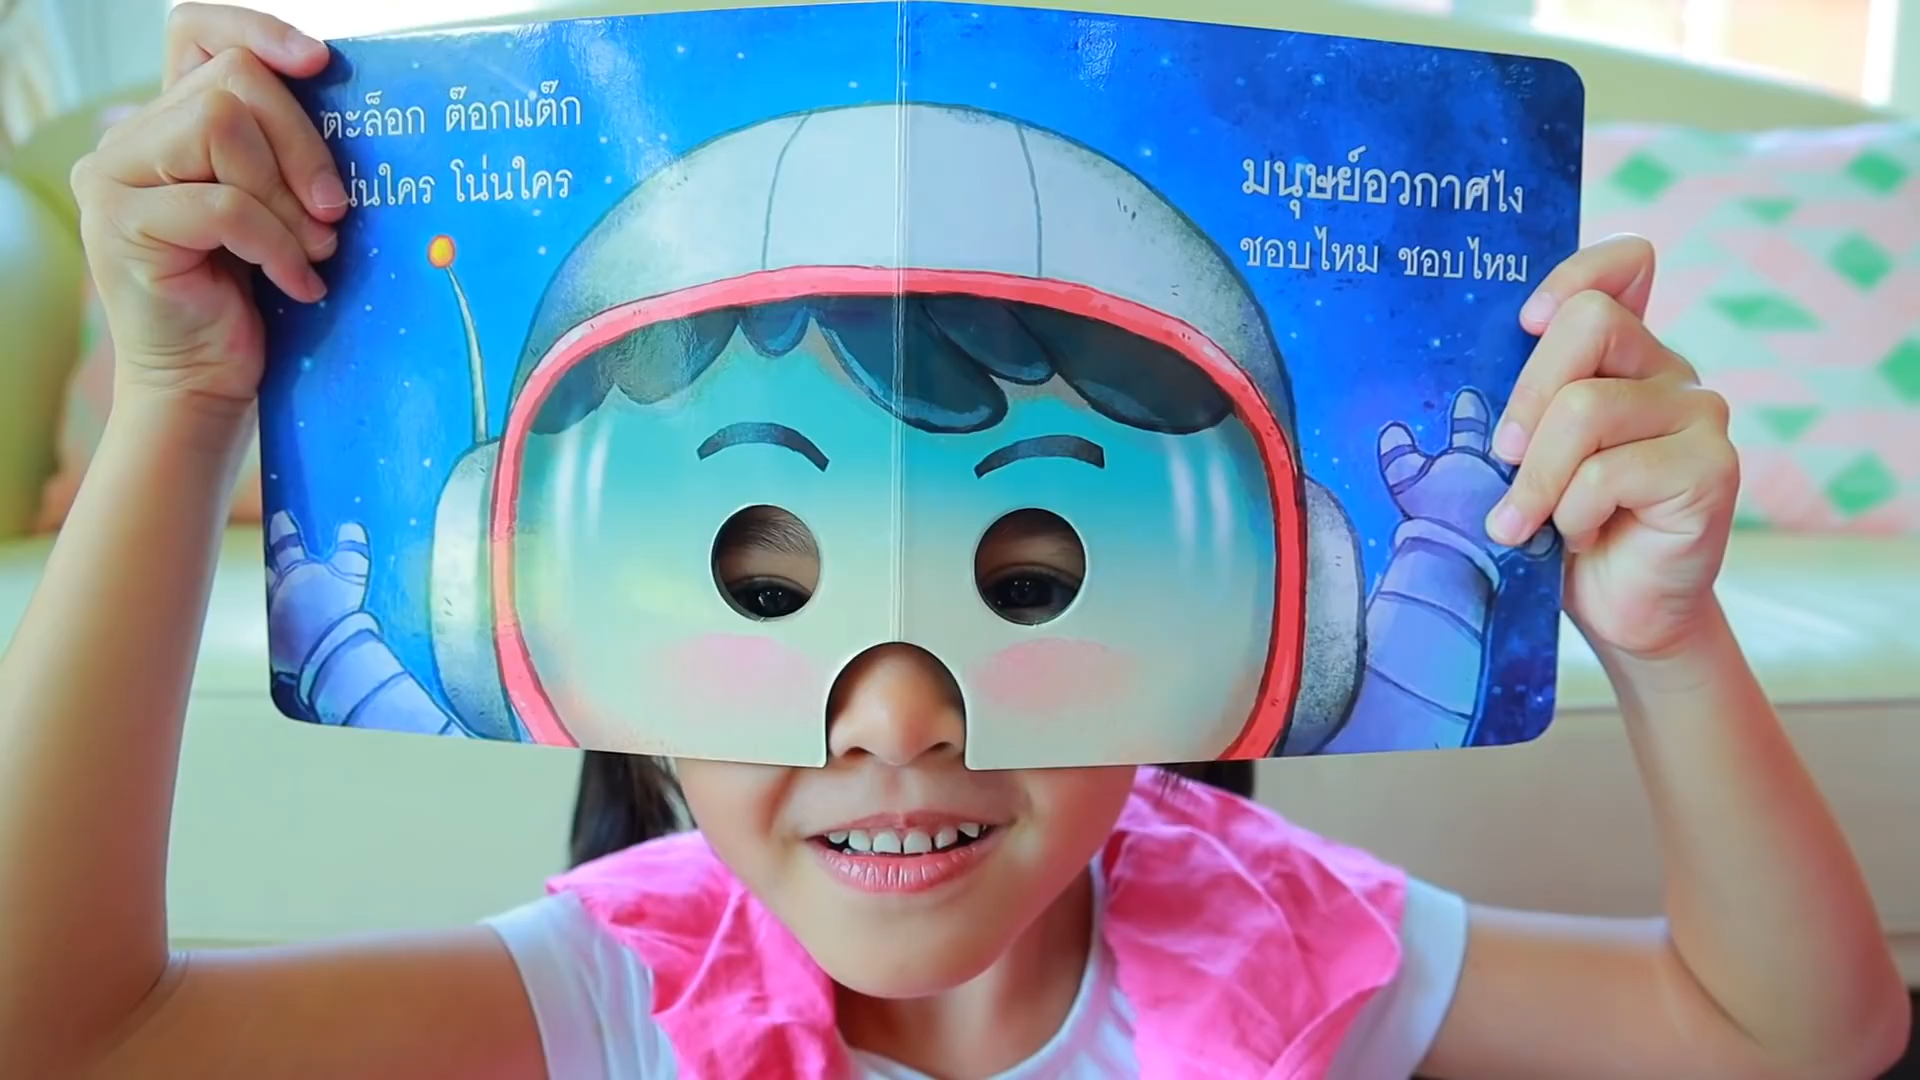 ตะล็อก ต๊อกแต๊ก
โน่นใคร
มนุษย์อวกาศไง
ชอบไหม ชอบไหม